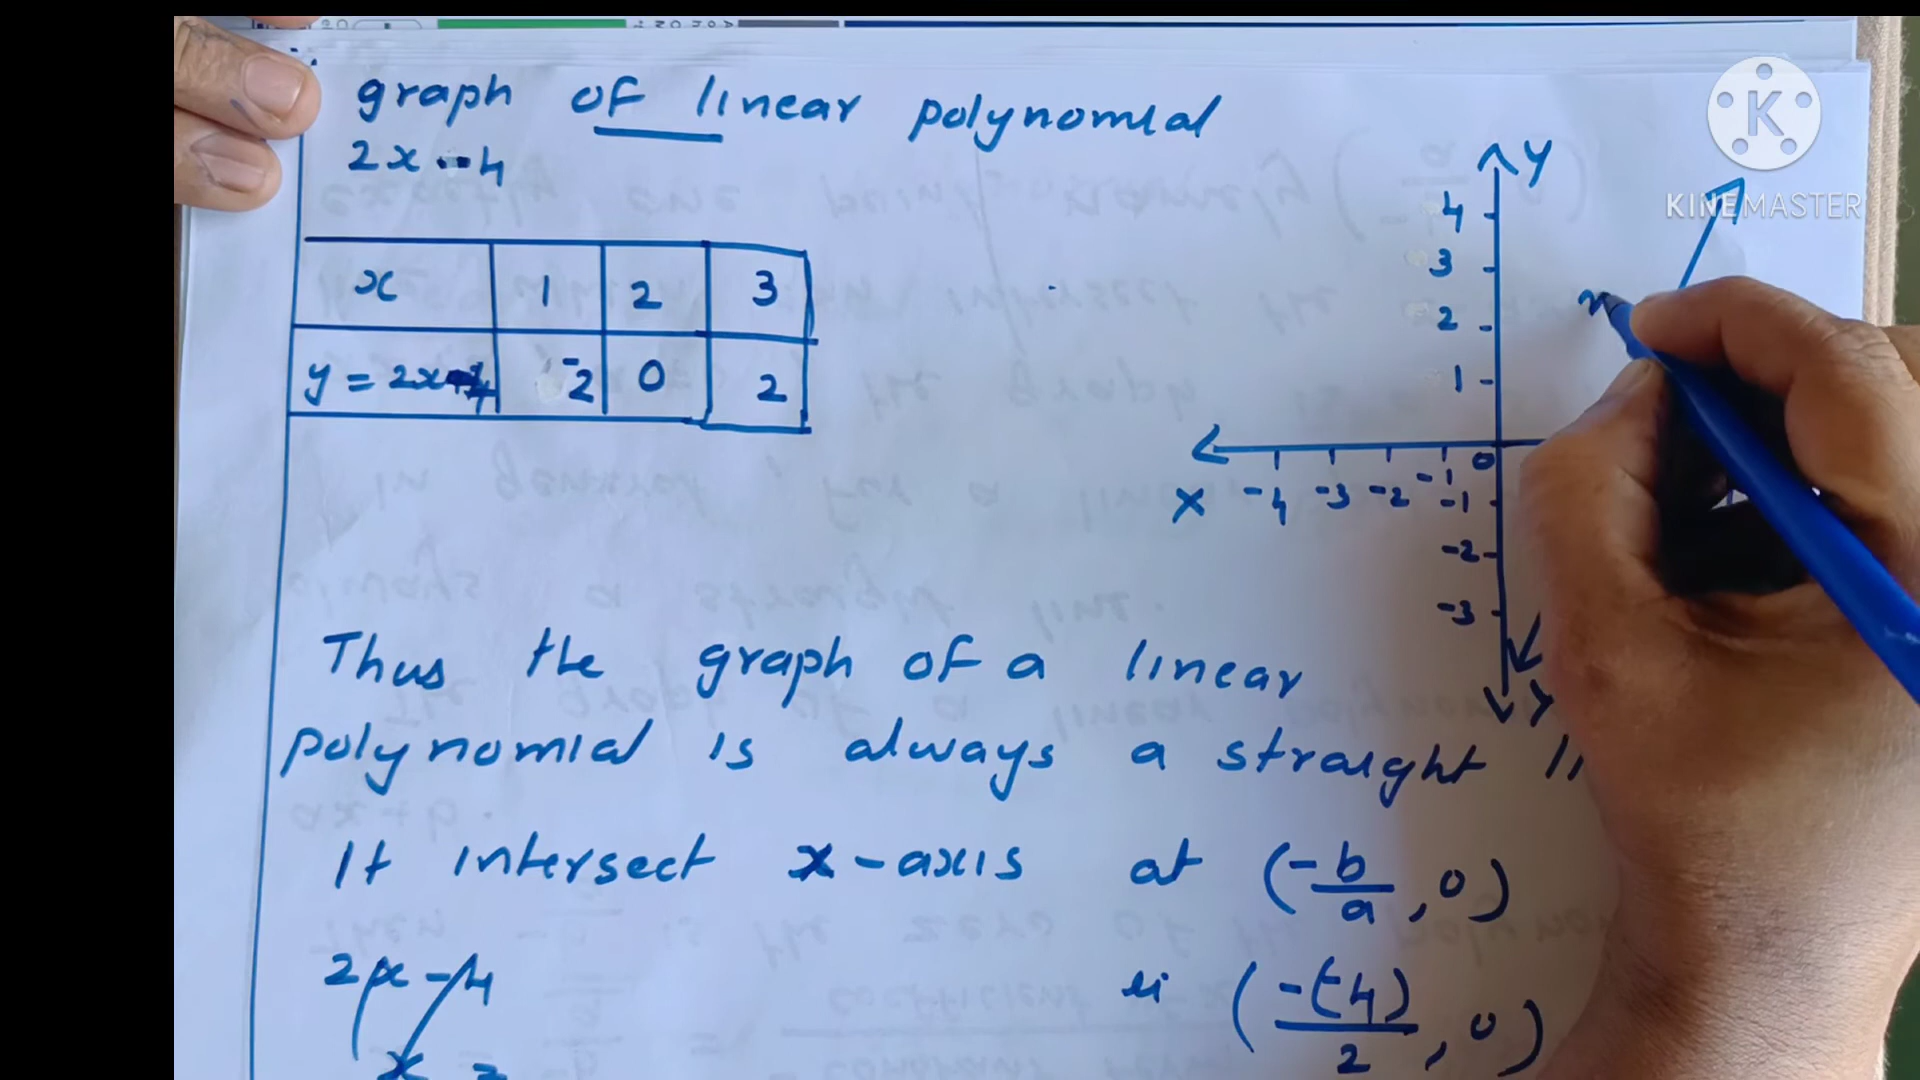 graph of linear polynomial
2x - 4
x 1 2 3
y = 2x-4 -2 0 2
Y
4
3
2
1
0
X -4 -3 -2 -1
-1
-2
-3
Y
K
KINEMASTER
Thus the graph of a linear
polynomial is always a straight
It intersect x-axis at (-b/a, 0)
2x - 4
(-(-4)/2, 0)
x =